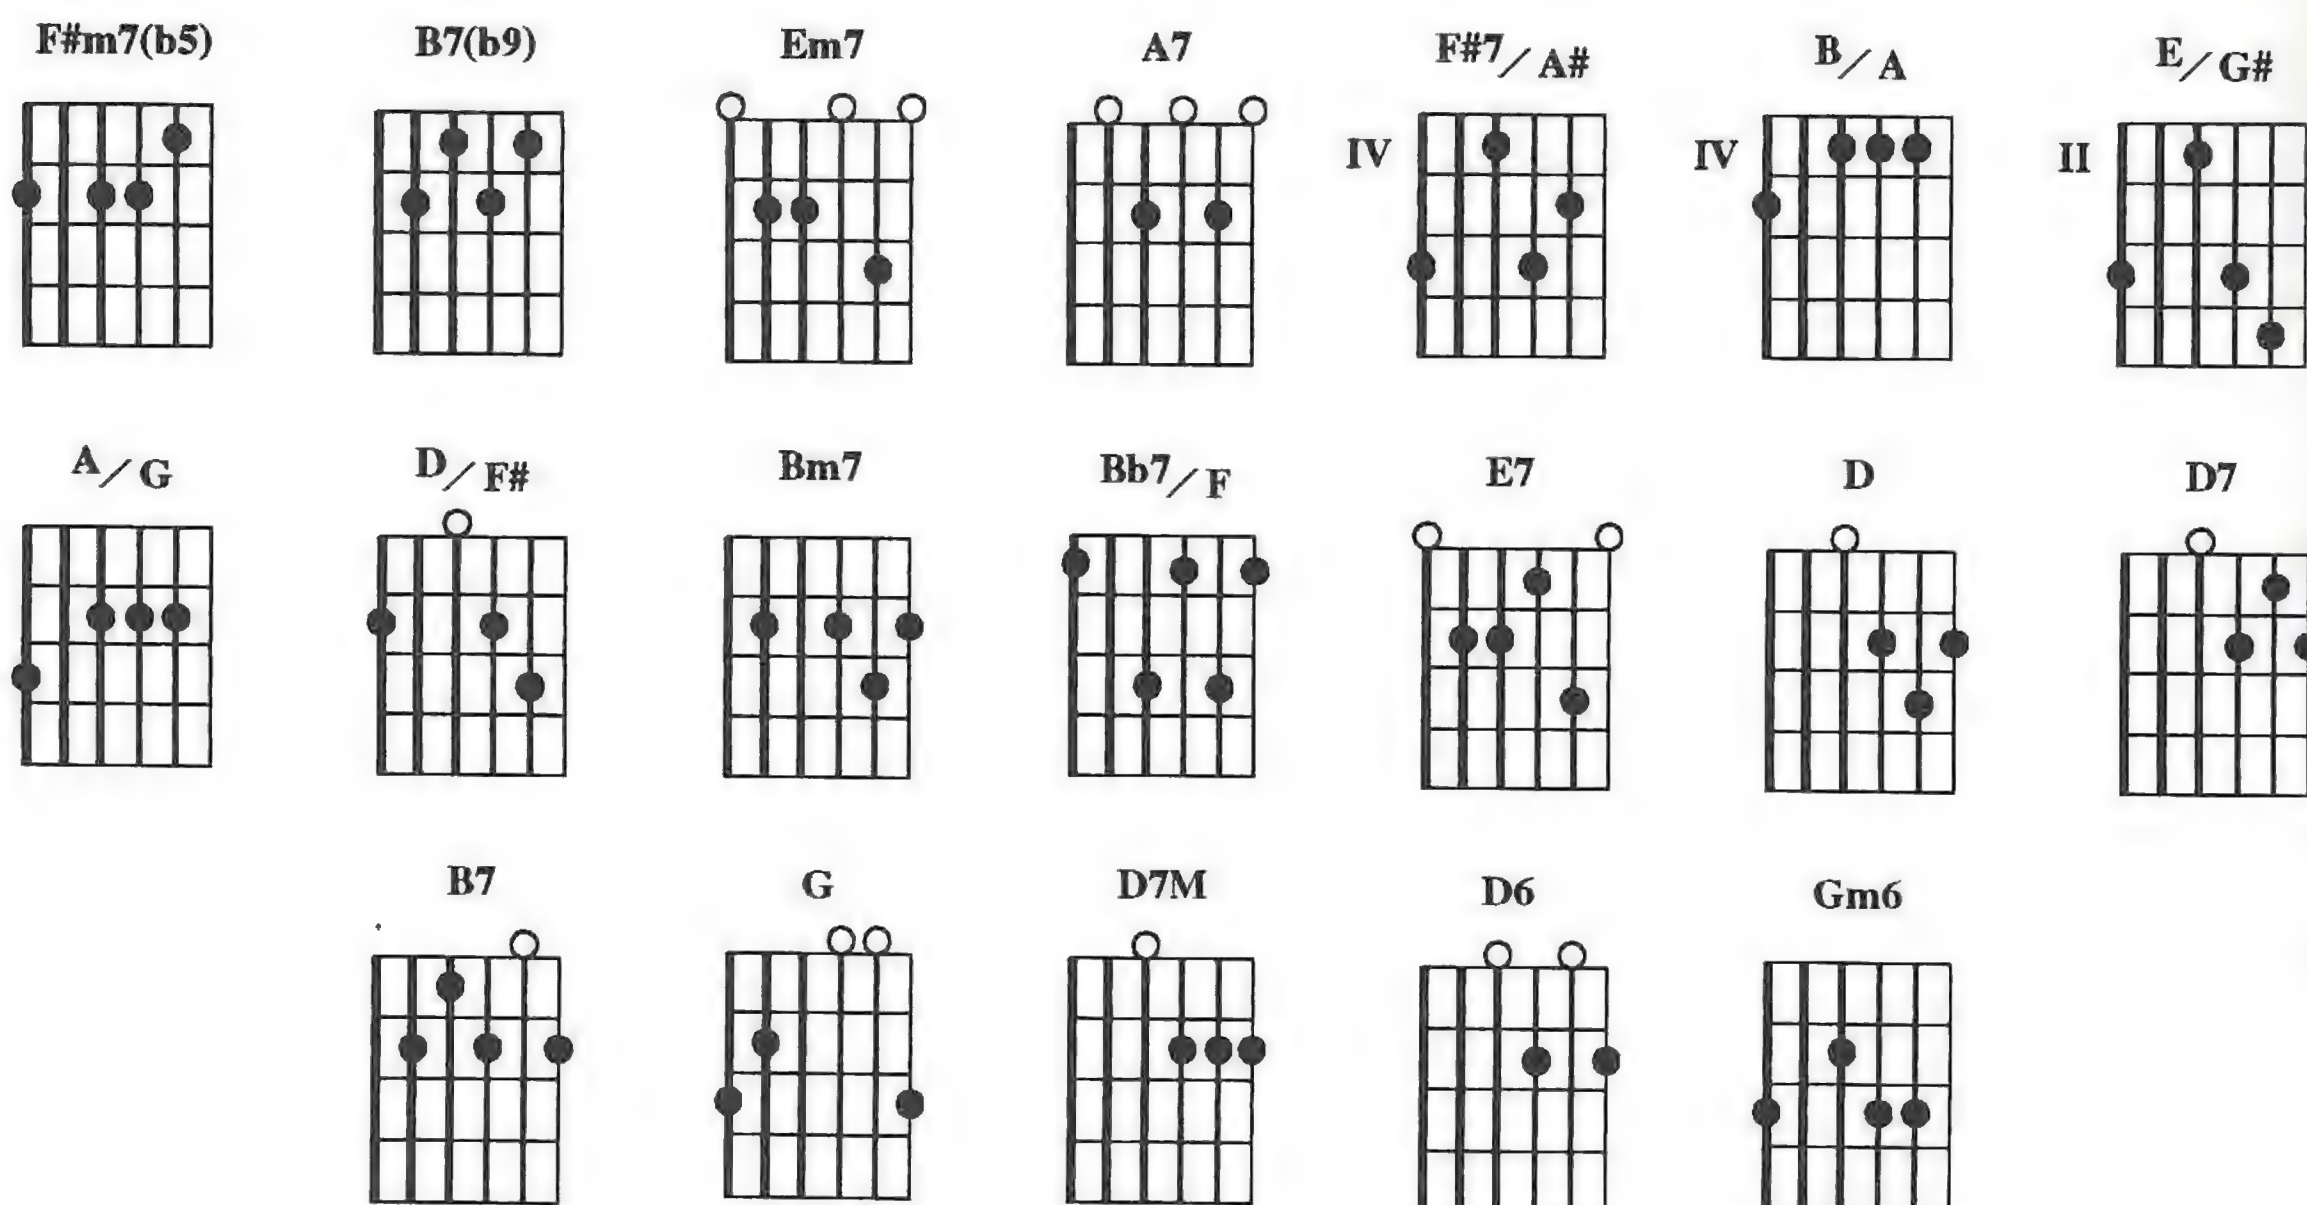 F#m7(b5) B7(b9) Em7 A7 F#7/A# B/A E/G#
IV IV II
A/G D/F# Bm7 Bb7/F E7 D D7
B7 G D7M D6 Gm6